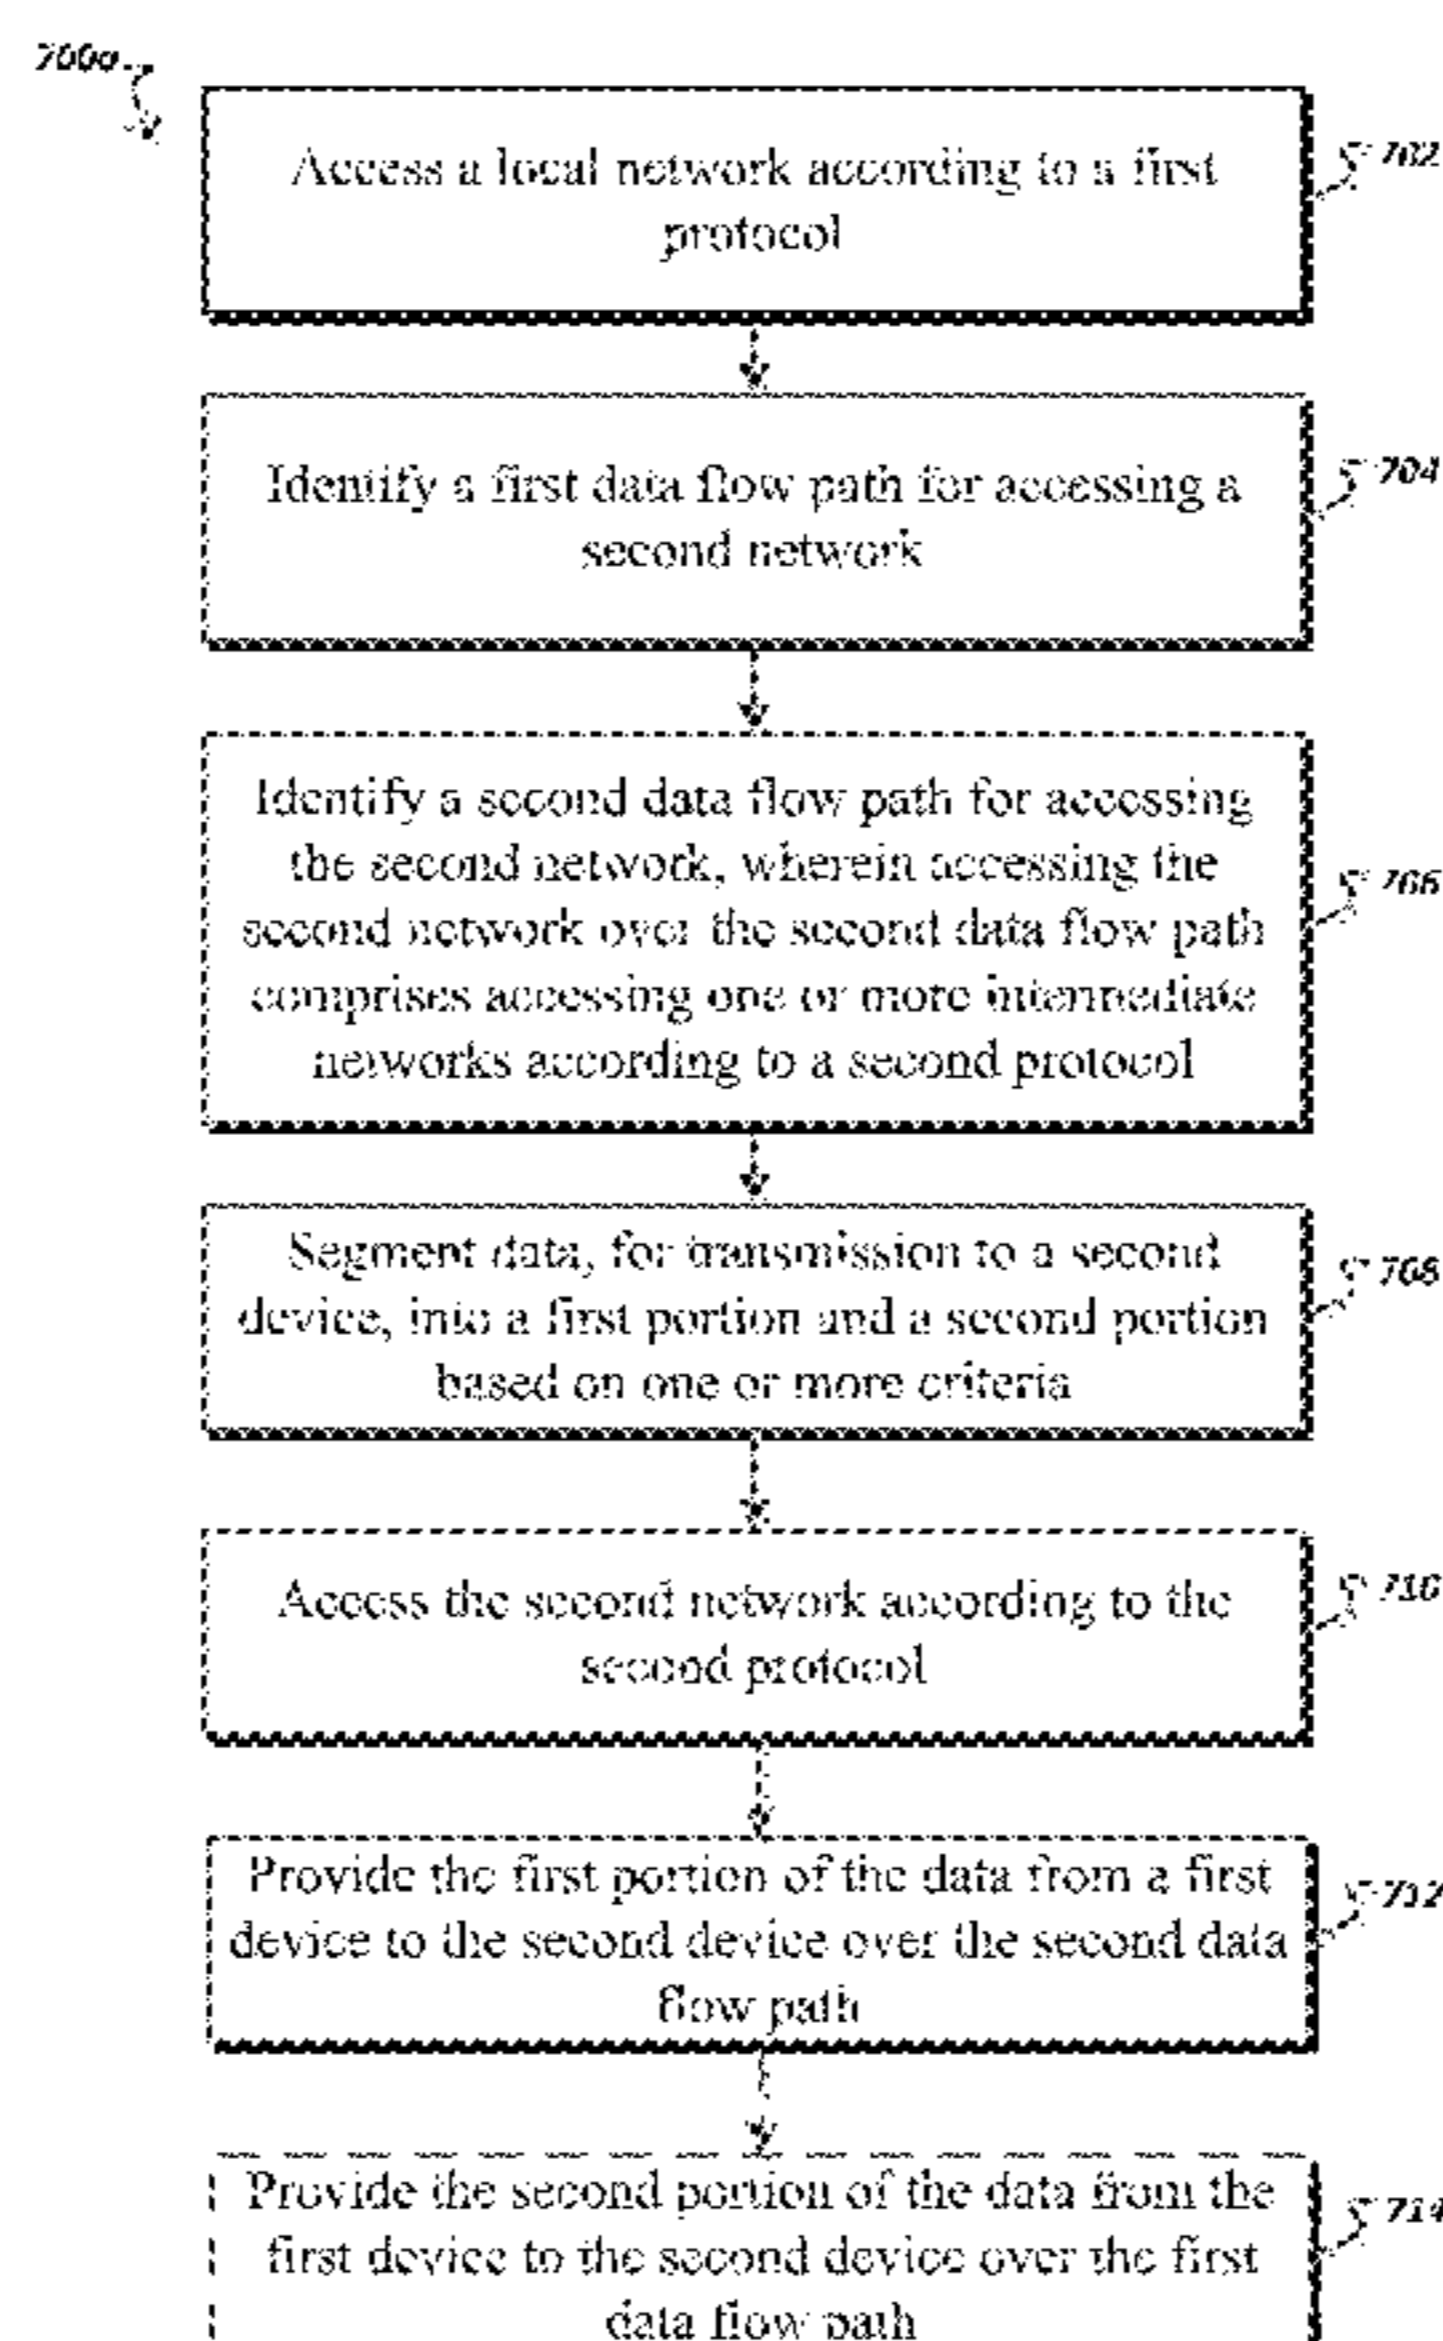 700a
Access a local network according to a first
protocol
702
Identify a first data flow path for accessing a
second network
704
Identify a second data flow path for accessing
the second network, wherein accessing the
second network over the second data flow path
comprises accessing one or more intermediate
networks according to a second protocol
706
Segment data, for transmission to a second
device, into a first portion and a second portion
based on one or more criteria
708
Access the second network according to the
second protocol
710
Provide the first portion of the data from a first
device to the second device over the second data
flow path
712
Provide the second portion of the data from the
first device to the second device over the first
data flow path
714